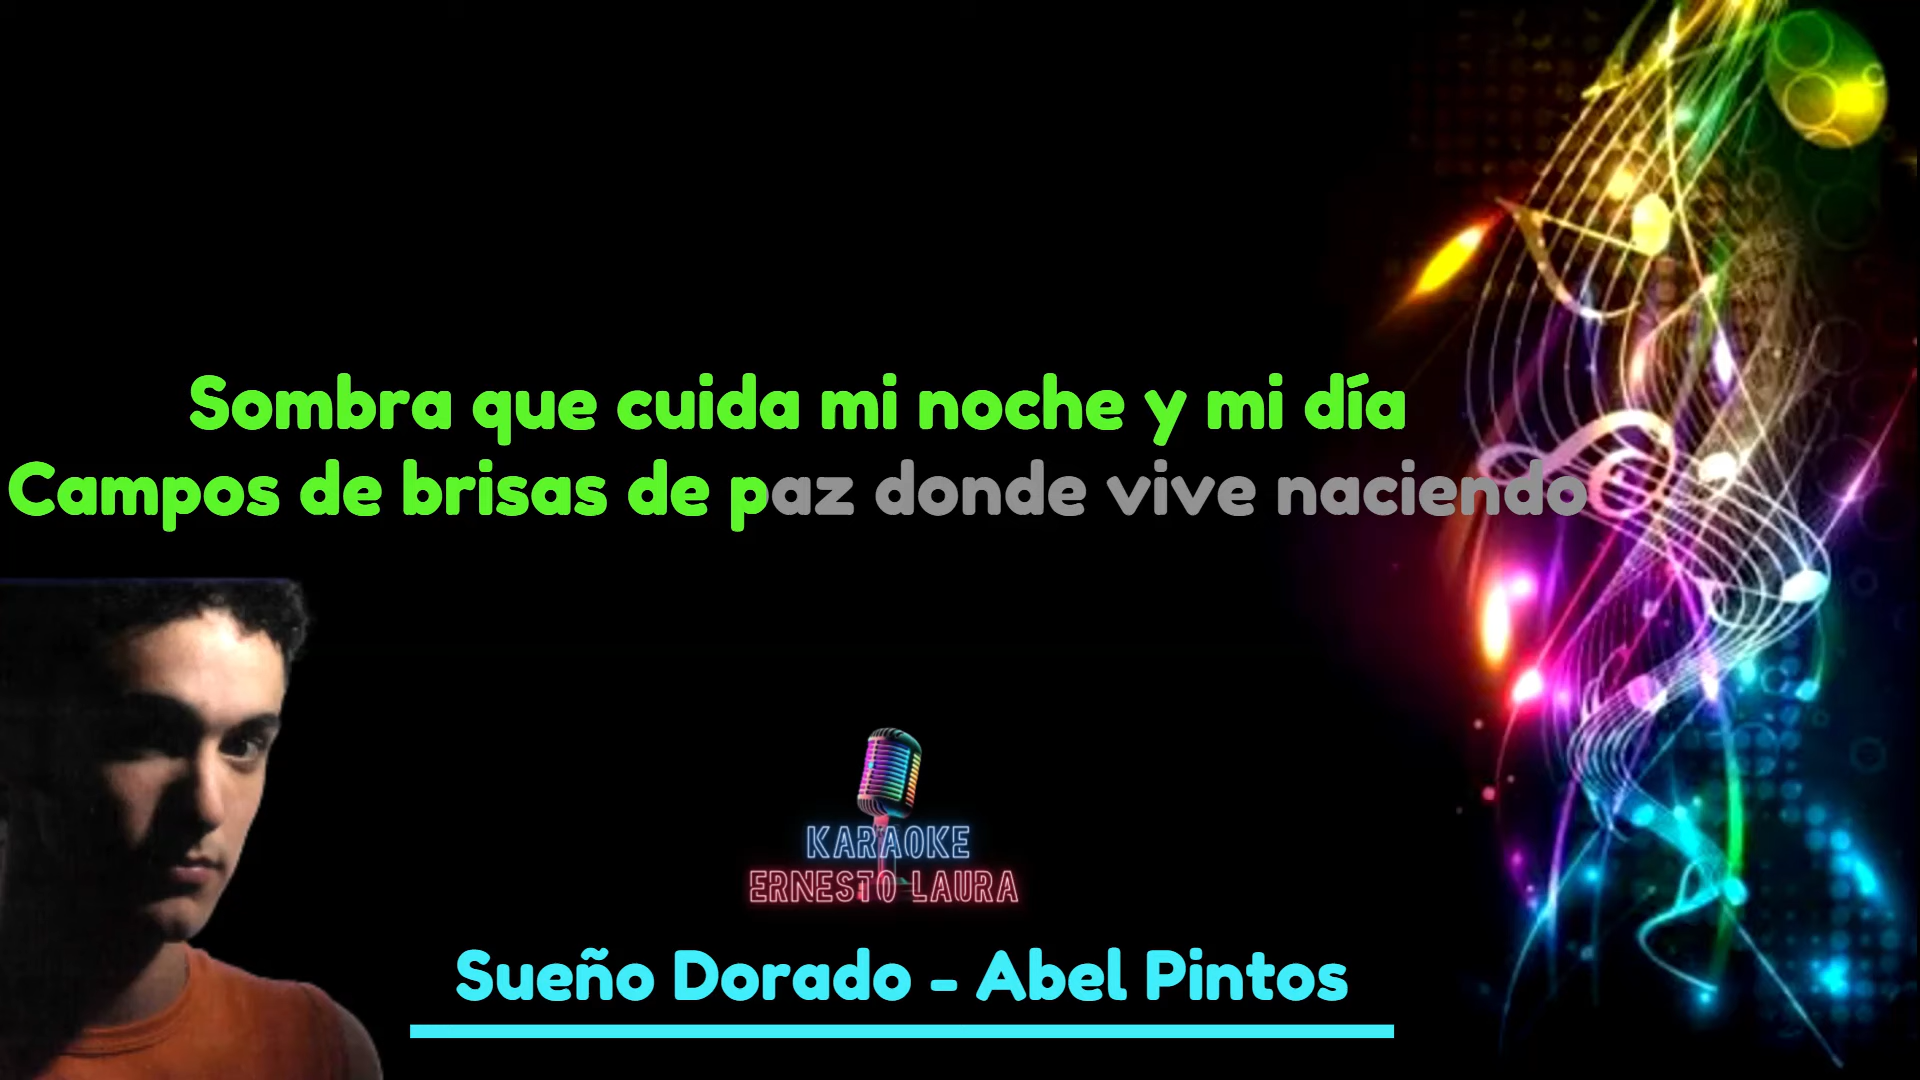 Sombra que cuida mi noche y mi día
Campos de brisas de paz donde vive naciendo
KARAOKE
ERNESTO LAURA
Sueño Dorado - Abel Pintos